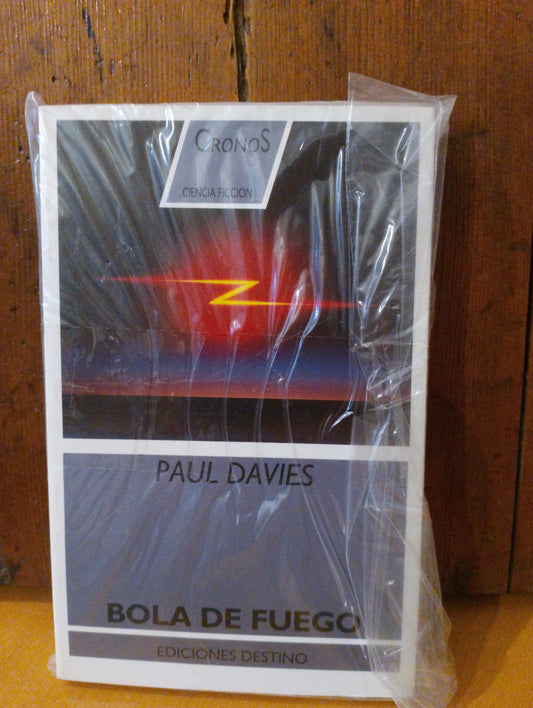 CRONOS
CIENCIA FICCION
PAUL DAVIES
BOLA DE FUEGO
EDICIONES DESTINO